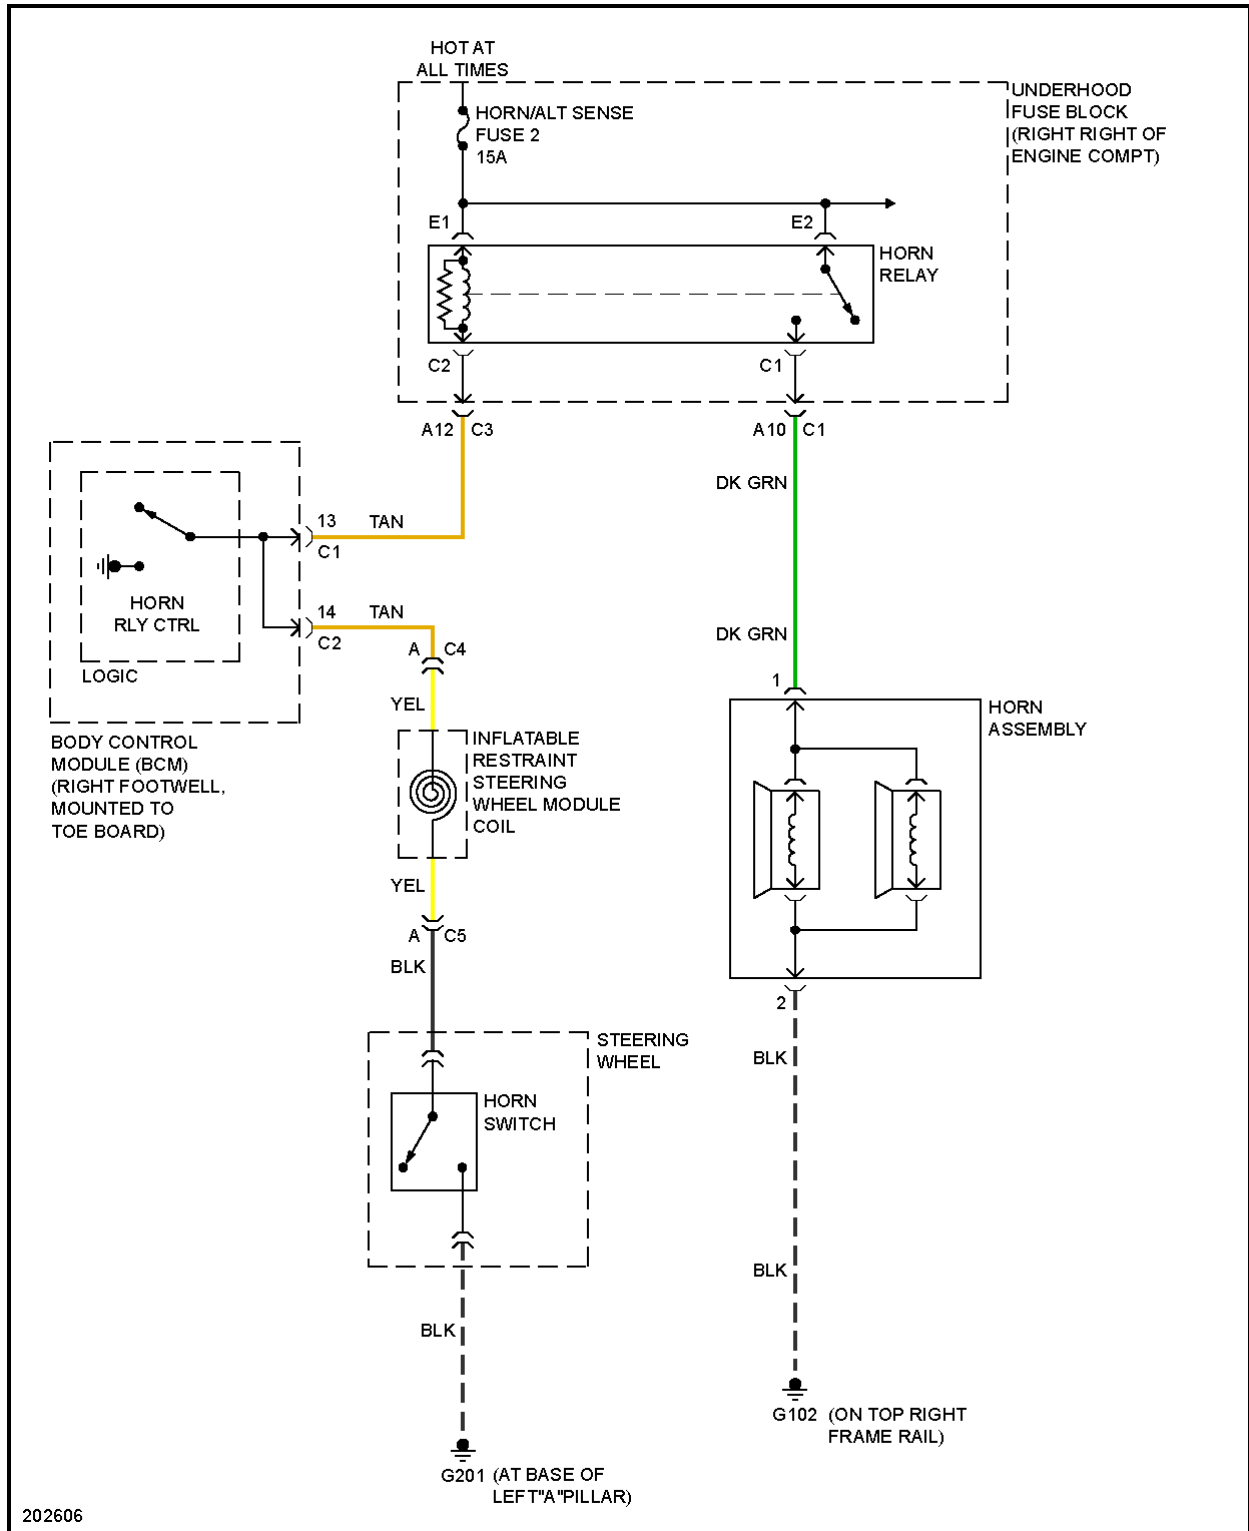 HOT AT
ALL TIMES
HORN/ALT SENSE
FUSE 2
15A
UNDERHOOD
FUSE BLOCK
(RIGHT RIGHT OF
ENGINE COMPT)
E1
E2
HORN
RELAY
C2
C1
A12 C3
A10 C1
DK GRN
13 TAN
C1
HORN
RLY CTRL
14 TAN
C2
LOGIC
DK GRN
A C4
1
YEL
BODY CONTROL
MODULE (BCM)
(RIGHT FOOTWELL,
MOUNTED TO
TOE BOARD)
INFLATABLE
RESTRAINT
STEERING
WHEEL MODULE
COIL
HORN
ASSEMBLY
YEL
A C5
BLK
2
STEERING
WHEEL
BLK
HORN
SWITCH
BLK
BLK
G102 (ON TOP RIGHT
FRAME RAIL)
G201 (AT BASE OF
LEFT"A"PILLAR)
202606